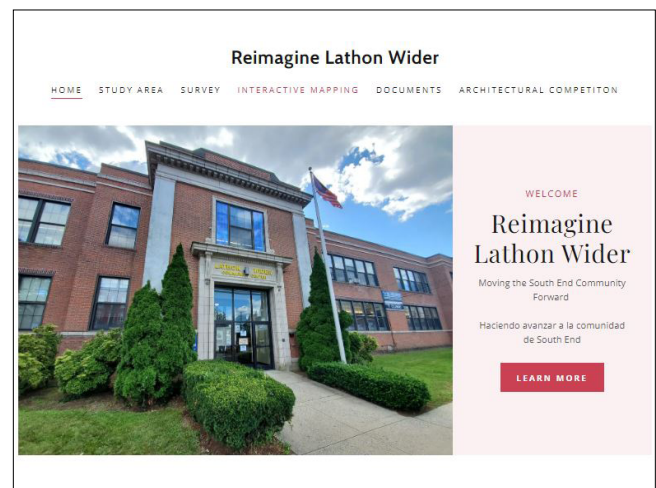 Reimagine Lathon Wider
HOME STUDY AREA SURVEY INTERACTIVE MAPPING DOCUMENTS ARCHITECTURAL COMPETITON
WELCOME
Reimagine
Lathon Wider
Moving the South End Community
Forward
Haciendo avanzar a la comunidad
de South End
LEARN MORE